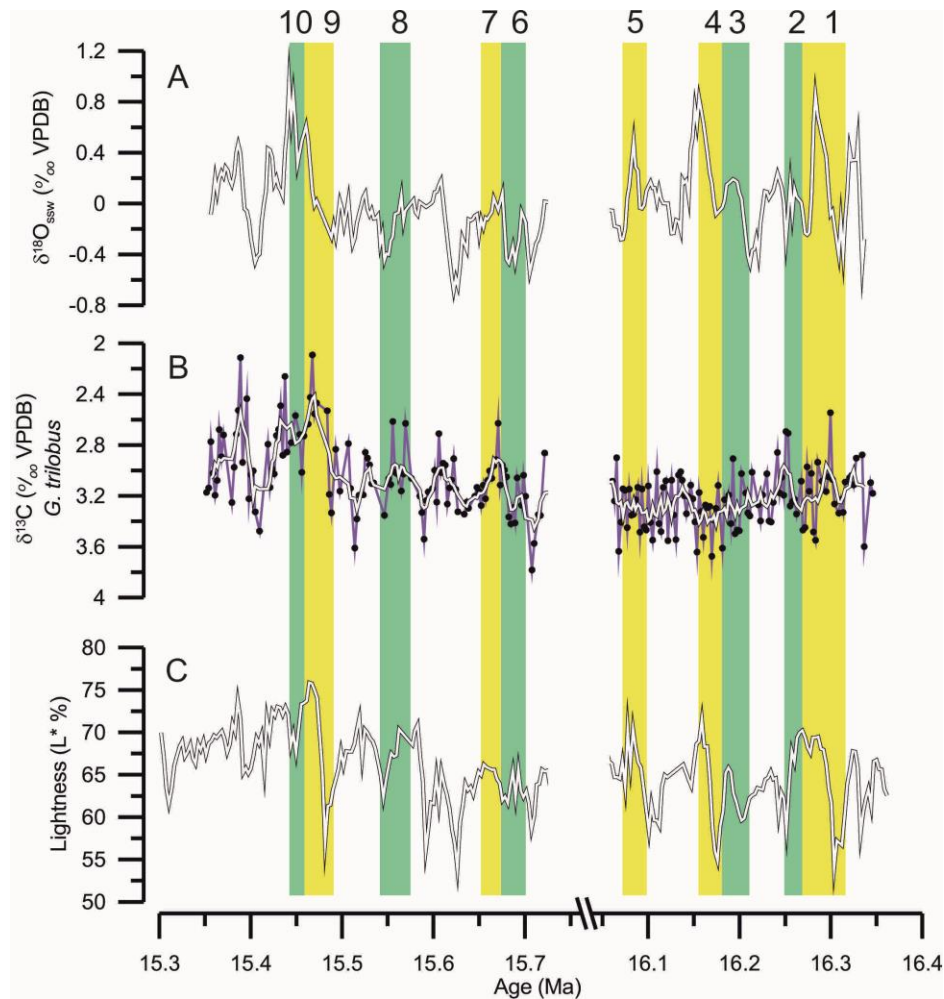 10 9 8 7 6 5 4 3 2 1
A
δ18Ossw (‰ VPDB)
1.2
0.8
0.4
0
-0.4
-0.8
B
δ13C (‰ VPDB)
G. trilobus
2
2.4
2.8
3.2
3.6
4
C
Lightness (L* %)
80
75
70
65
60
55
50
15.3 15.4 15.5 15.6 15.7 16.1 16.2 16.3 16.4
Age (Ma)